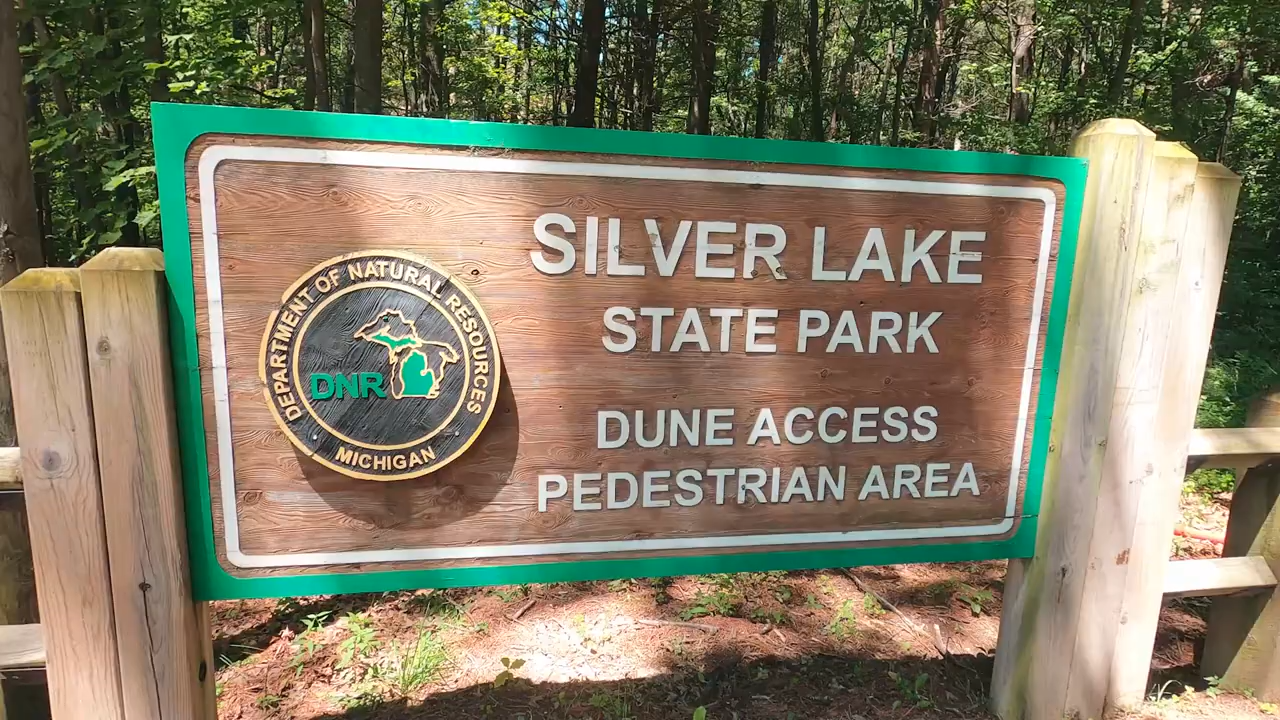 DEPARTMENT OF NATURAL RESOURCES
DNR
MICHIGAN
SILVER LAKE
STATE PARK
DUNE ACCESS
PEDESTRIAN AREA